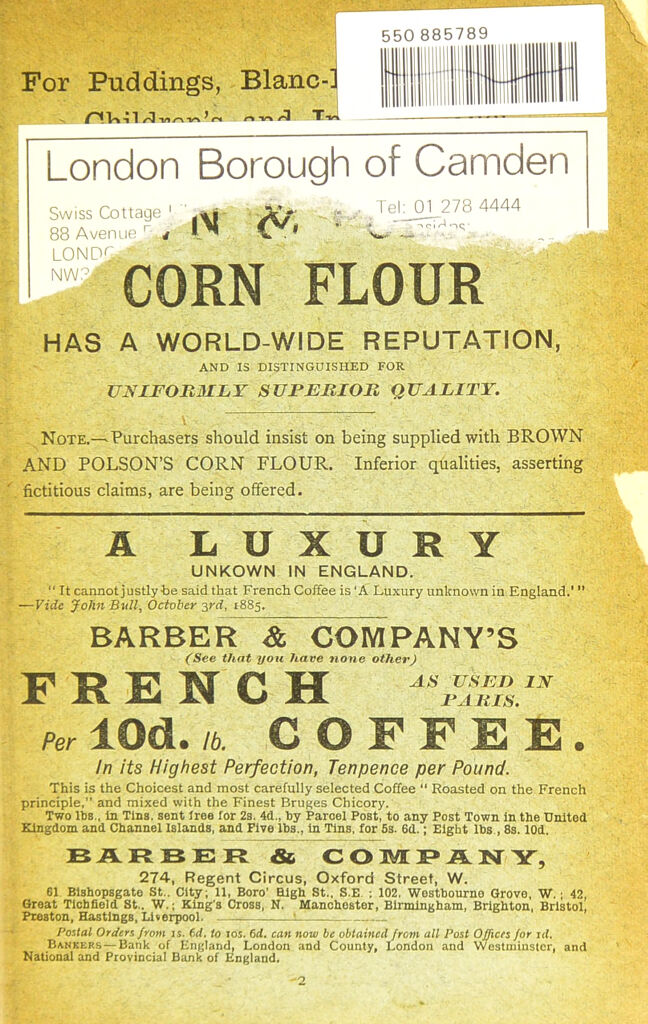 550 885789
For Puddings, Blanc-
Children's and In
London Borough of Camden
Swiss Cottage
Tel: 01 278 4444
88 Avenue
LONDO
NW3
N &
CORN FLOUR
HAS A WORLD-WIDE REPUTATION,
AND IS DISTINGUISHED FOR
UNIFORMLY SUPERIOR QUALITY.
NOTE.—Purchasers should insist on being supplied with BROWN
AND POLSON'S CORN FLOUR. Inferior qualities, asserting
fictitious claims, are being offered.
A LUXURY
UNKOWN IN ENGLAND.
"It cannot justly be said that French Coffee is 'A Luxury unknown in England.'"
—Vide John Bull, October 3rd, 1885.
BARBER & COMPANY'S
(See that you have none other)
FRENCH AS USED IN
PARIS.
Per 10d. lb. COFFEE.
In its Highest Perfection, Tenpence per Pound.
This is the Choicest and most carefully selected Coffee "Roasted on the French
principle," and mixed with the Finest Bruges Chicory.
Two lbs., in Tins, sent free for 2s. 4d., by Parcel Post, to any Post Town in the United
Kingdom and Channel Islands, and Five lbs., in Tins, for 5s. 6d.; Eight lbs., 8s. 10d.
BARBER & COMPANY,
274, Regent Circus, Oxford Street, W.
61 Bishopsgate St., City; 11, Boro' High St., S.E.; 102, Westbourne Grove, W.; 42,
Great Tichfield St., W.; King's Cross, N. Manchester, Birmingham, Brighton, Bristol,
Preston, Hastings, Liverpool.
Postal Orders from 1s. 6d. to 10s. 6d. can now be obtained from all Post Offices for 1d.
BANKERS—Bank of England, London and County, London and Westminster, and
National and Provincial Bank of England.
2